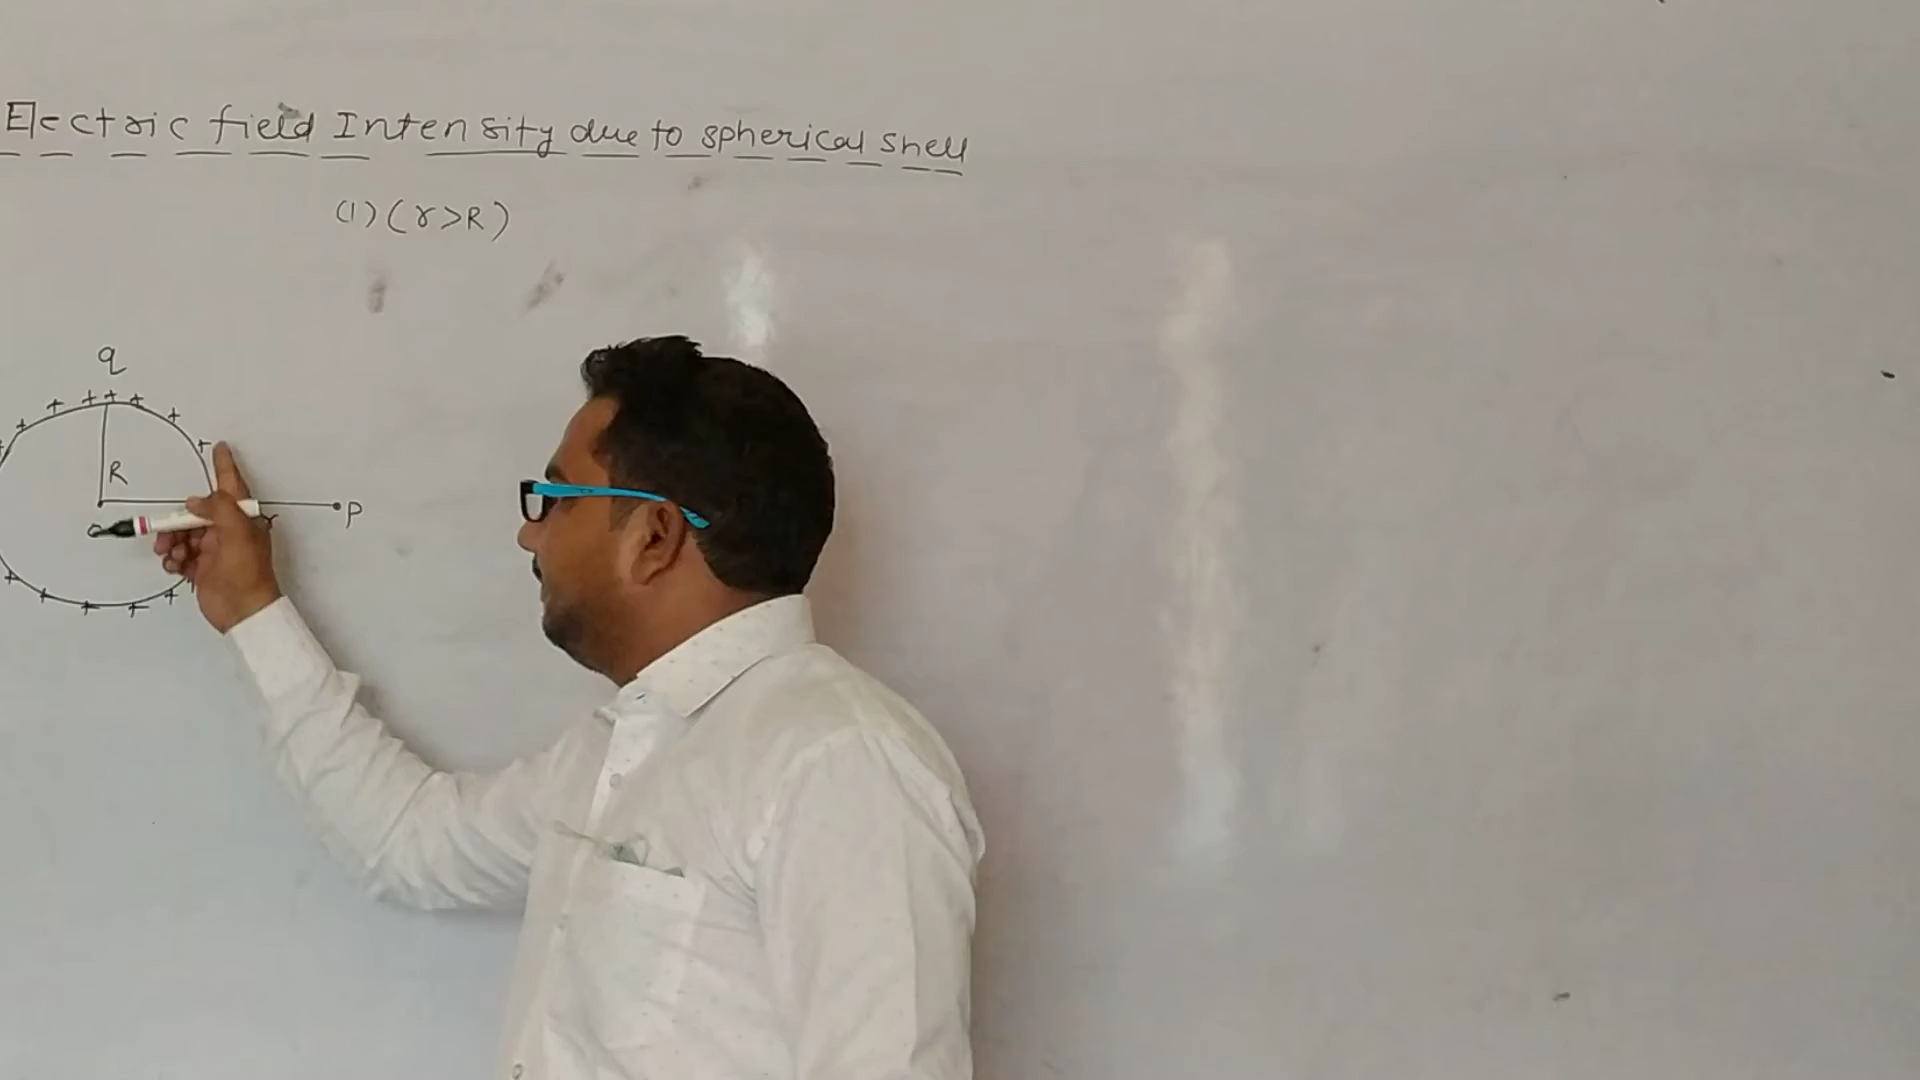 Electric field Intensity due to spherical shell
(1) (r>R)
q
+ + + + + + + +
R
P
r
+ + + + +